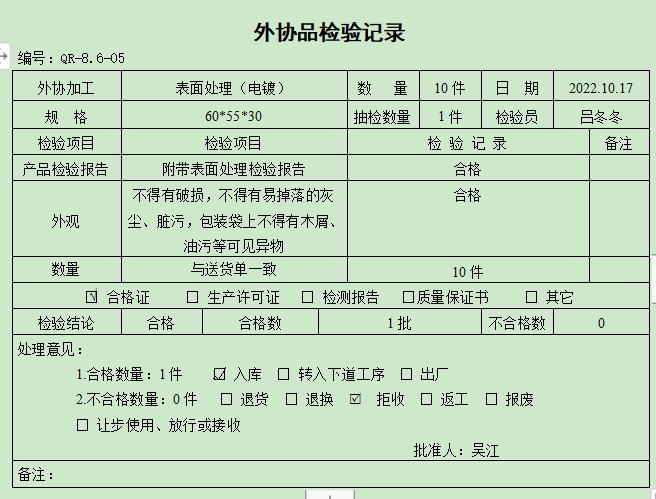 外协品检验记录
编号：QR-8.6-05
外协加工 表面处理（电镀） 数 量 10 件 日 期 2022.10.17
规 格 60*55*30 抽检数量 1 件 检验员 吕冬冬
检验项目 检验项目 检 验 记 录 备注
产品检验报告 附带表面处理检验报告 合格
外观 不得有破损，不得有易掉落的灰 合格
尘、脏污，包装袋上不得有木屑、
油污等可见异物
数量 与送货单一致 10 件
☑ 合格证 □ 生产许可证 □ 检测报告 □质量保证书 □ 其它
检验结论 合格 合格数 1 批 不合格数 0
处理意见：
1.合格数量：1 件 ☑ 入库 □ 转入下道工序 □ 出厂
2.不合格数量：0 件 □ 退货 □ 退换 ☑ 拒收 □ 返工 □ 报废
□ 让步使用、放行或接收
批准人：吴江
备注：